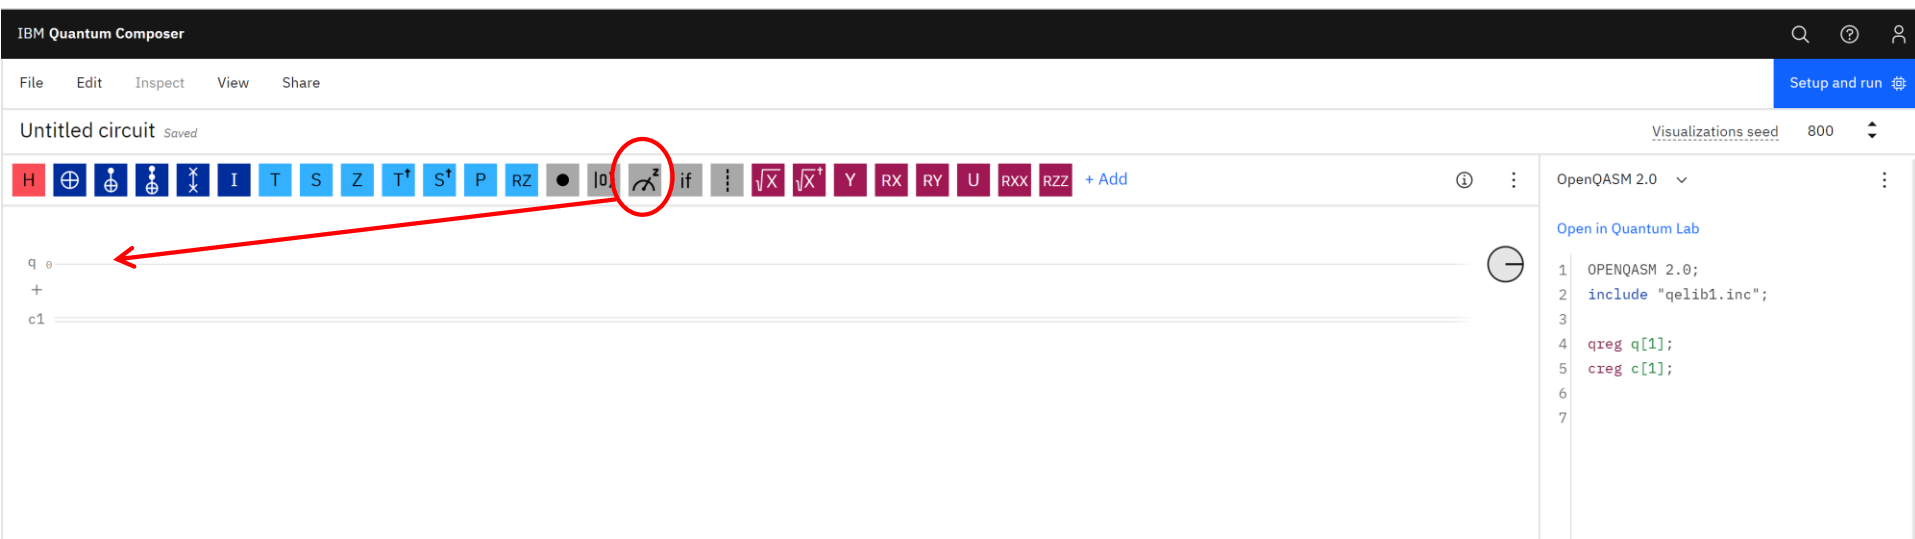 IBM Quantum Composer
File Edit Inspect View Share
Setup and run
Untitled circuit Saved
Visualizations seed 800
H I T S Z T† S† P RZ |0⟩ z if √X √X† Y RX RY U RXX RZZ + Add
OpenQASM 2.0
Open in Quantum Lab
q 0
+
c1
1 OPENQASM 2.0;
2 include "qelib1.inc";
3
4 qreg q[1];
5 creg c[1];
6
7